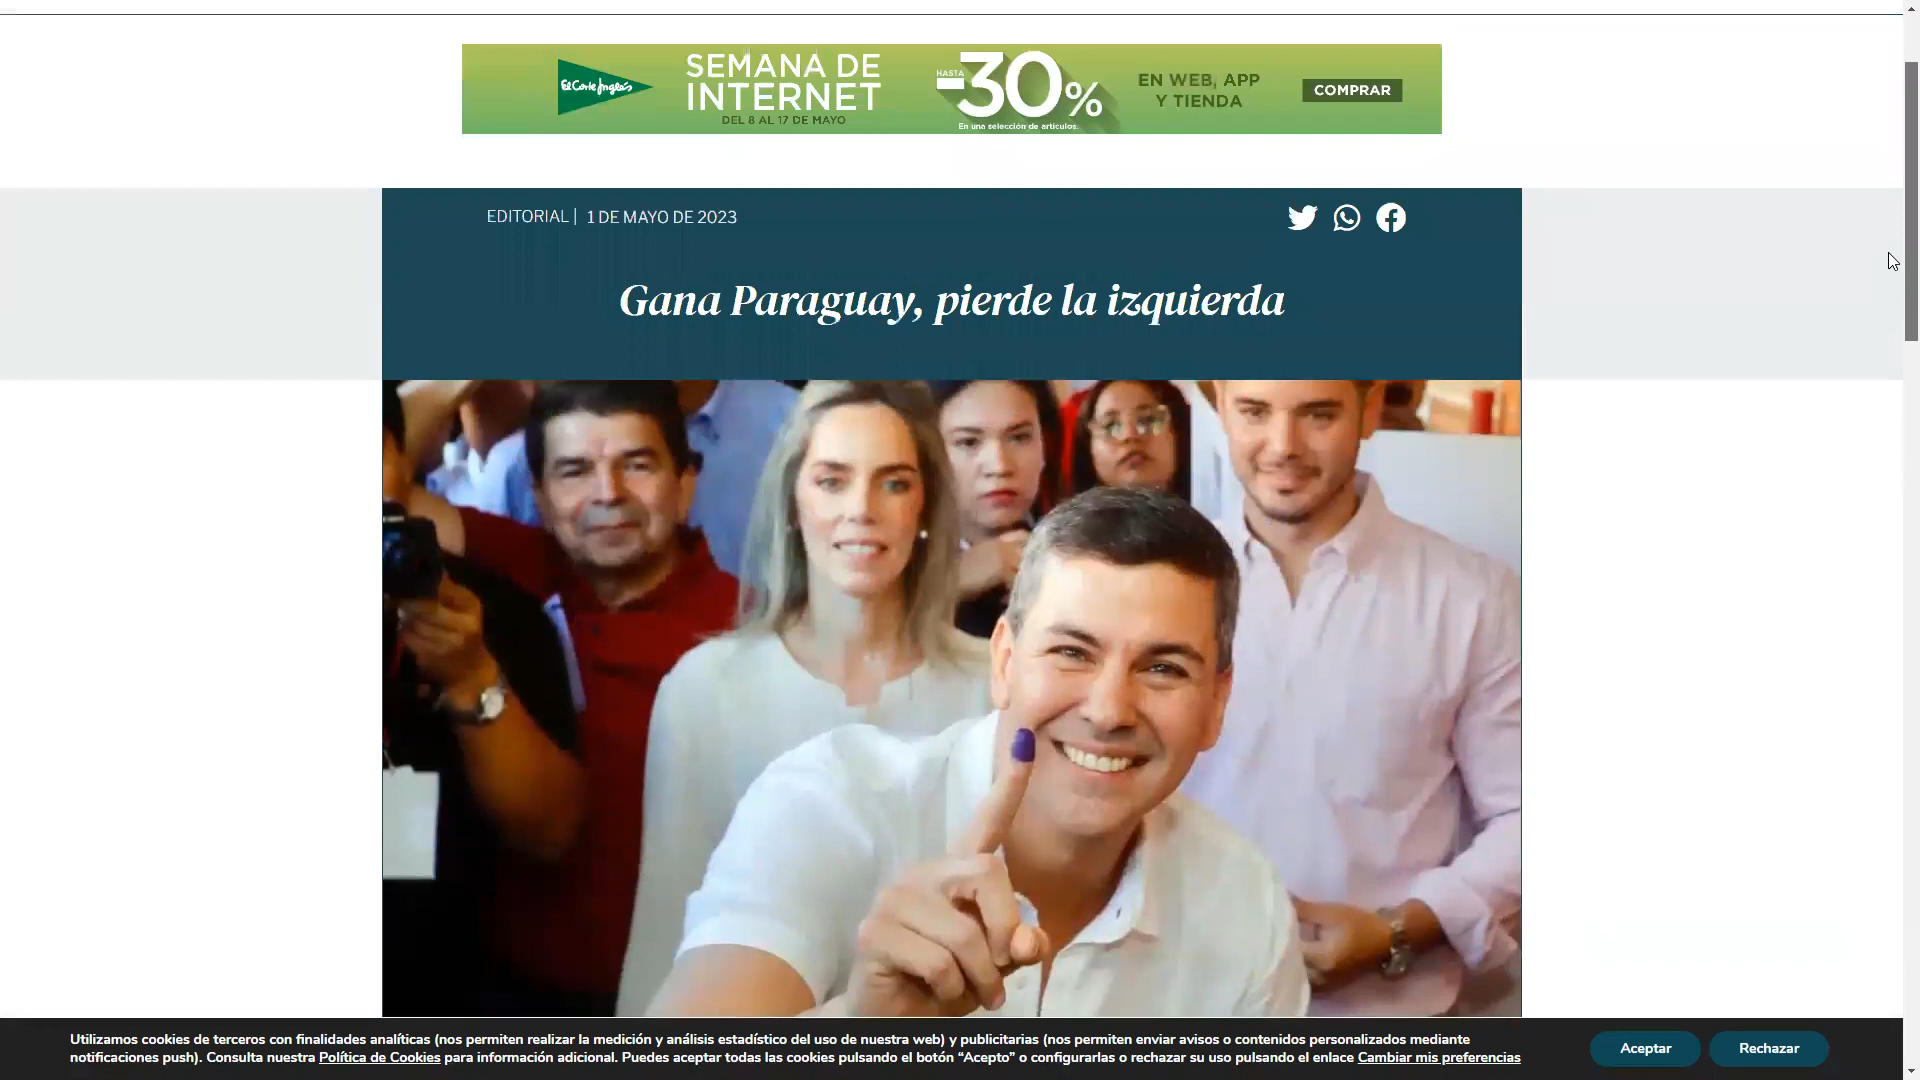 El Corte Inglés
SEMANA DE
INTERNET
DEL 8 AL 17 DE MAYO
HASTA
-30%
En una selección de artículos.
EN WEB, APP
Y TIENDA
COMPRAR
EDITORIAL | 1 DE MAYO DE 2023
Gana Paraguay, pierde la izquierda
Utilizamos cookies de terceros con finalidades analíticas (nos permiten realizar la medición y análisis estadístico del uso de nuestra web) y publicitarias (nos permiten enviar avisos o contenidos personalizados mediante
notificaciones push). Consulta nuestra Política de Cookies para información adicional. Puedes aceptar todas las cookies pulsando el botón “Acepto” o configurarlas o rechazar su uso pulsando el enlace Cambiar mis preferencias
Aceptar
Rechazar